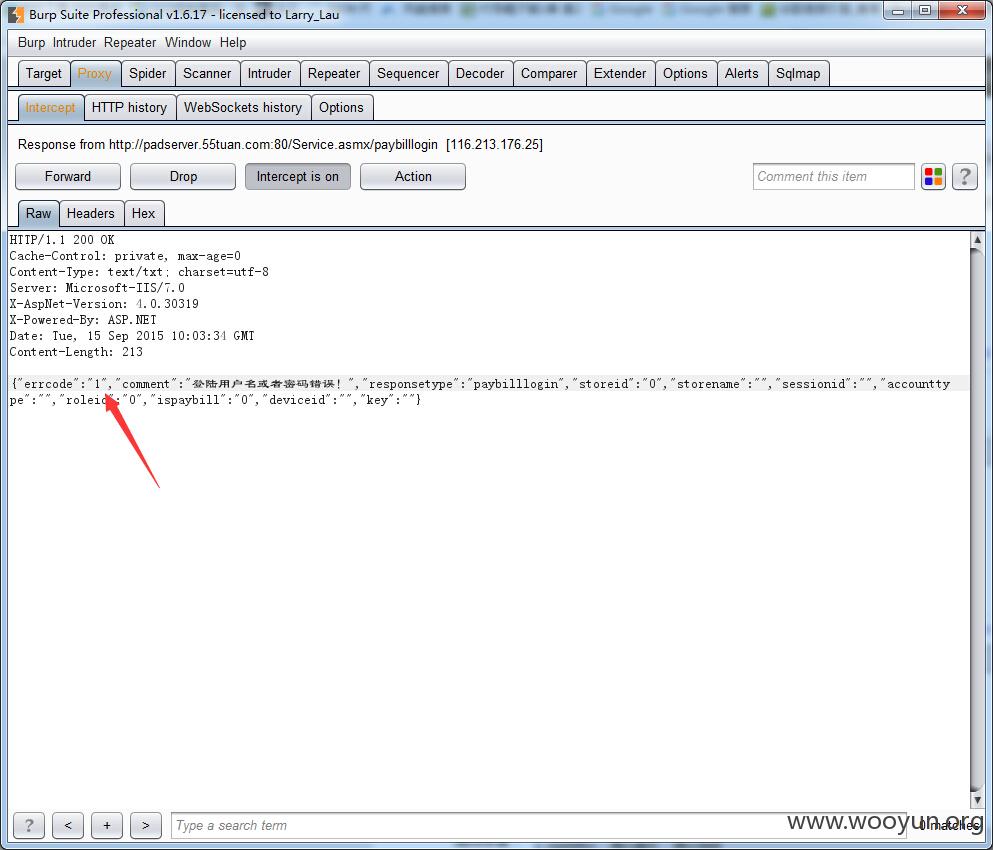 Burp Suite Professional v1.6.17 - licensed to Larry_Lau
Burp Intruder Repeater Window Help
Target Proxy Spider Scanner Intruder Repeater Sequencer Decoder Comparer Extender Options Alerts Sqlmap
Intercept HTTP history WebSockets history Options
Response from http://padserver.55tuan.com:80/Service.asmx/paybilllogin [116.213.176.25]
Forward Drop Intercept is on Action Comment this item ?
Raw Headers Hex
HTTP/1.1 200 OK
Cache-Control: private, max-age=0
Content-Type: text/txt; charset=utf-8
Server: Microsoft-IIS/7.0
X-AspNet-Version: 4.0.30319
X-Powered-By: ASP.NET
Date: Tue, 15 Sep 2015 10:03:34 GMT
Content-Length: 213
{"errcode":"1","comment":"登陆用户名或者密码错误！","responsetype":"paybilllogin","storeid":"0","storename":"","sessionid":"","accountty
pe":"","roleid":"0","ispaybill":"0","deviceid":"","key":""}
? < + > Type a search term 0 matches
www.wooyun.org